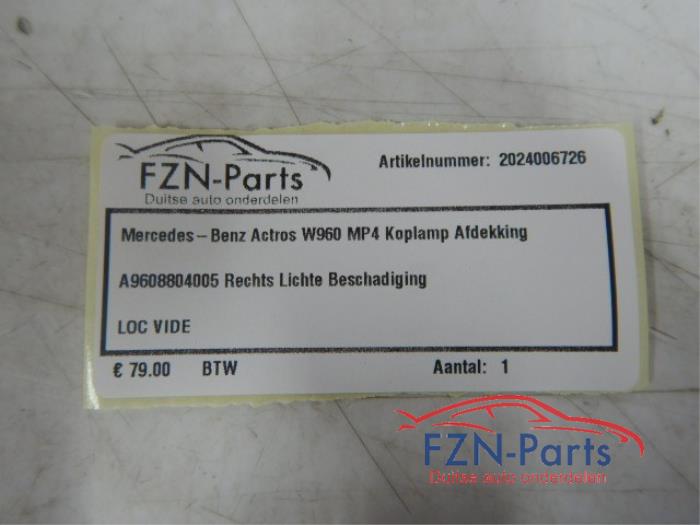 FZN-Parts
Duitse auto onderdelen
Artikelnummer: 2024006726
Mercedes-Benz Actros W960 MP4 Koplamp Afdekking
A9608804005 Rechts Lichte Beschadiging
LOC VIDE
€ 79.00 BTW Aantal: 1
FZN-Parts
Duitse auto onderdelen